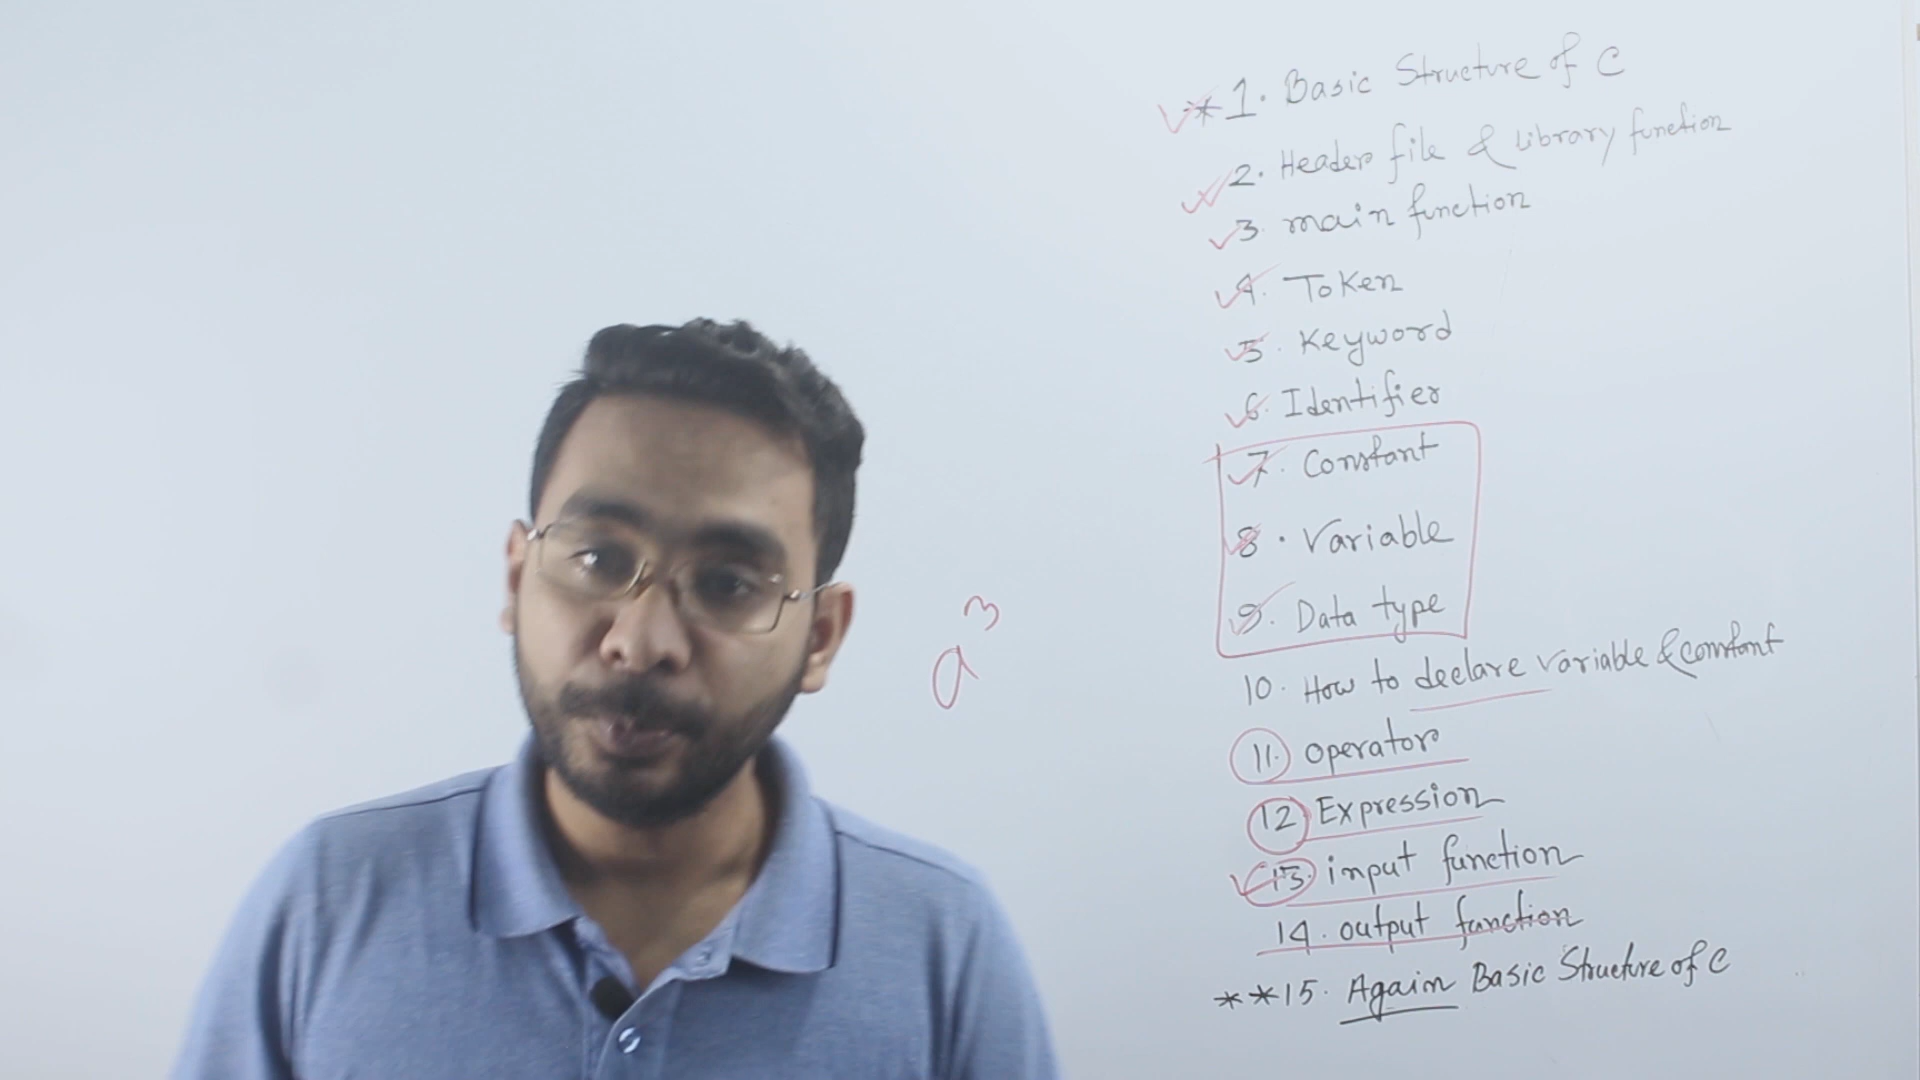 *1. Basic Structure of C
2. Header file & library function
3. main function
4. Token
5. Keyword
6. Identifier
7. Constant
8. Variable
9. Data type
10. How to declare variable & constant
11. operator
12. Expression
13. input function
14. output function
**15. Again Basic Structure of C
a³